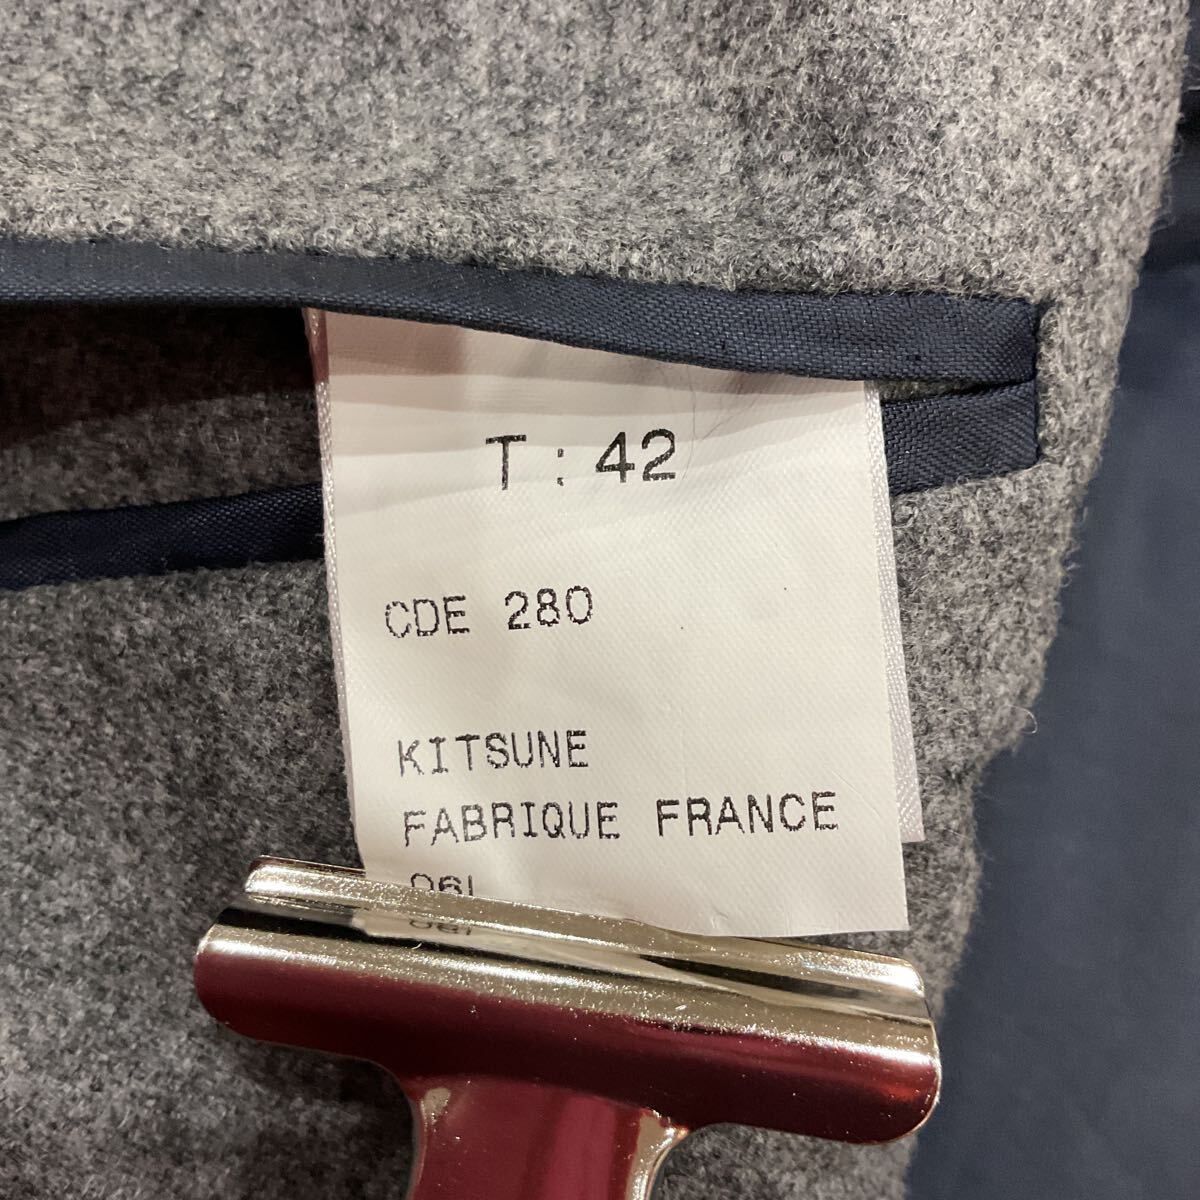 T : 42
CDE 280
KITSUNE
FABRIQUE FRANCE